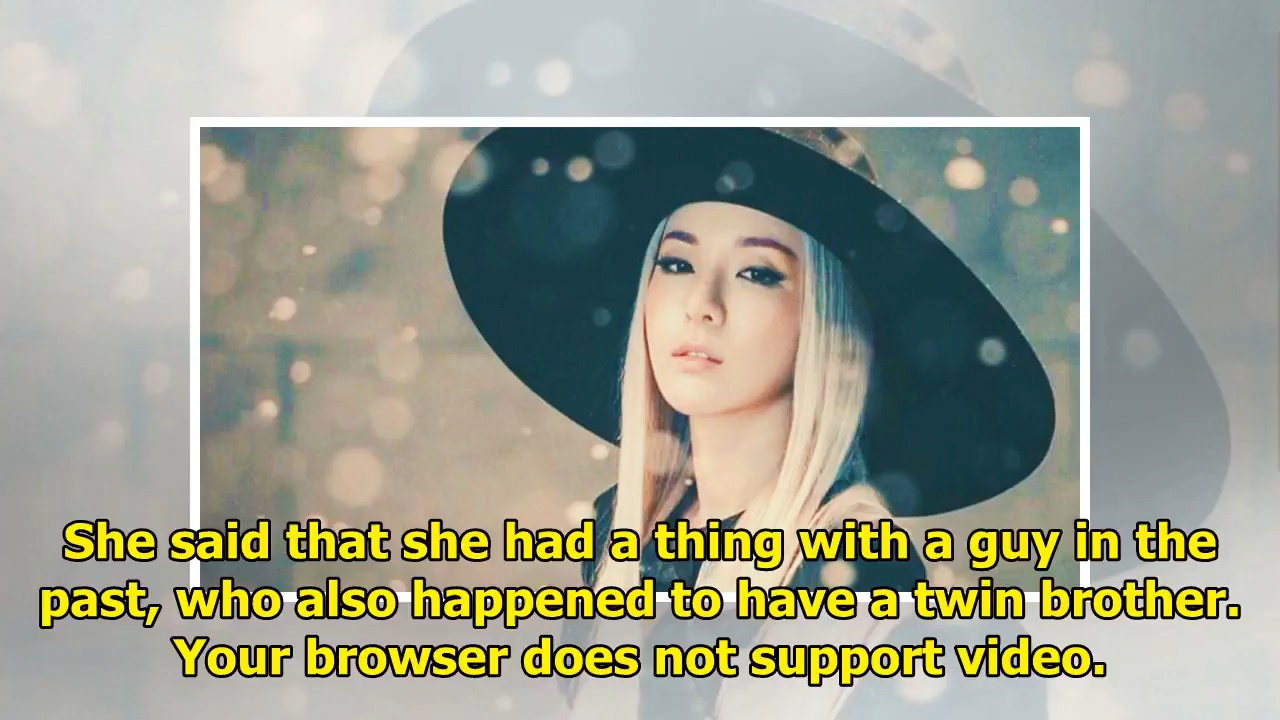 She said that she had a thing with a guy in the
past, who also happened to have a twin brother.
Your browser does not support video.